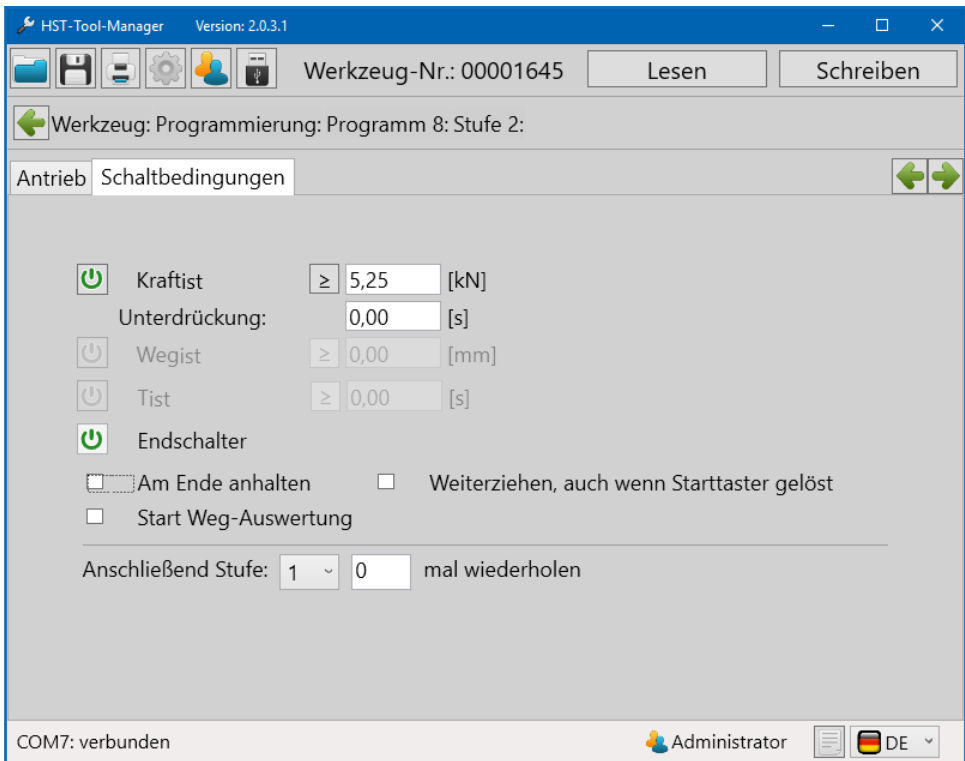 HST-Tool-Manager Version: 2.0.3.1
Werkzeug-Nr.: 00001645 Lesen Schreiben
Werkzeug: Programmierung: Programm 8: Stufe 2:
Antrieb Schaltbedingungen
Kraftist ≥ 5,25 [kN]
Unterdrückung: 0,00 [s]
Wegist ≥ 0,00 [mm]
Tist ≥ 0,00 [s]
Endschalter
Am Ende anhalten Weiterziehen, auch wenn Starttaster gelöst
Start Weg-Auswertung
Anschließend Stufe: 1 0 mal wiederholen
COM7: verbunden Administrator DE